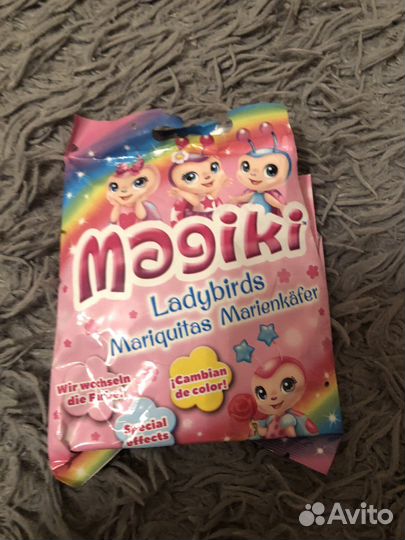 Magiki
Ladybirds
Mariquitas Marienkäfer
Wir wechseln
die Farbe!
¡Cambian
de color!
Special
effects
Avito